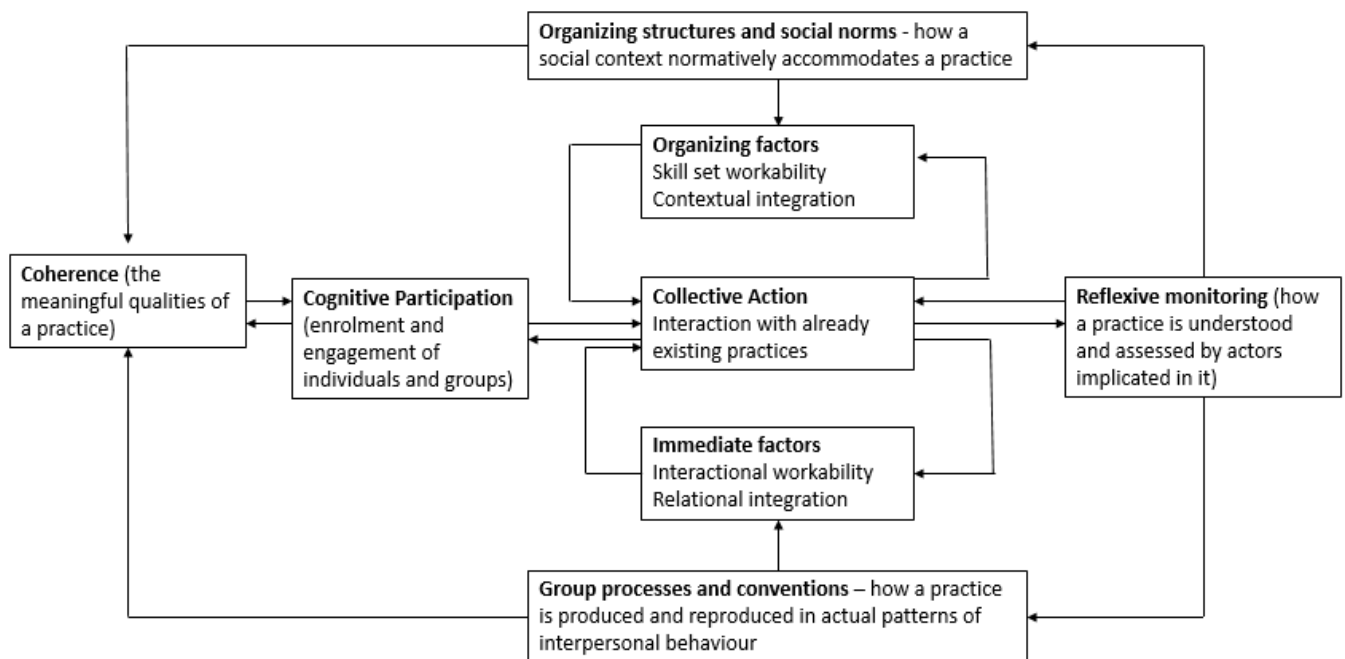 Organizing structures and social norms - how a
social context normatively accommodates a practice
Organizing factors
Skill set workability
Contextual integration
Coherence (the
meaningful qualities of
a practice)
Cognitive Participation
(enrolment and
engagement of
individuals and groups)
Collective Action
Interaction with already
existing practices
Reflexive monitoring (how
a practice is understood
and assessed by actors
implicated in it)
Immediate factors
Interactional workability
Relational integration
Group processes and conventions – how a practice
is produced and reproduced in actual patterns of
interpersonal behaviour